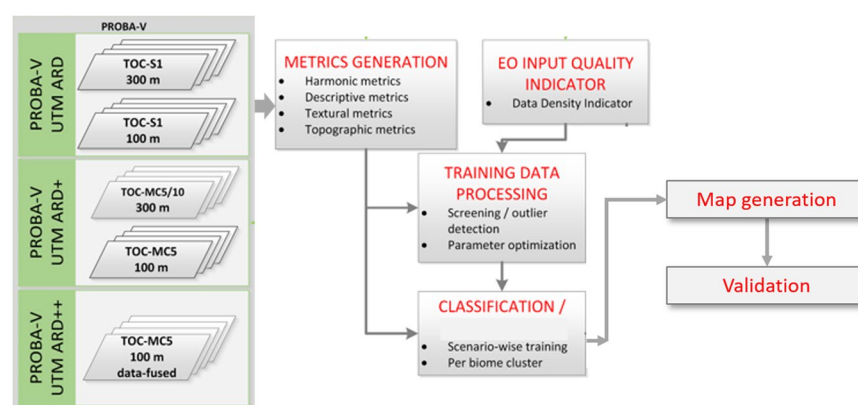 PROBA-V
PROBA-V
UTM ARD
TOC-S1
300 m
TOC-S1
100 m
PROBA-V
UTM ARD+
TOC-MC5/10
300 m
TOC-MC5
100 m
PROBA-V
UTM ARD++
TOC-MC5
100 m
data-fused
METRICS GENERATION
• Harmonic metrics
• Descriptive metrics
• Textural metrics
• Topographic metrics
EO INPUT QUALITY
INDICATOR
• Data Density Indicator
TRAINING DATA
PROCESSING
• Screening / outlier
detection
• Parameter optimization
CLASSIFICATION /
• Scenario-wise training
• Per biome cluster
Map generation
Validation